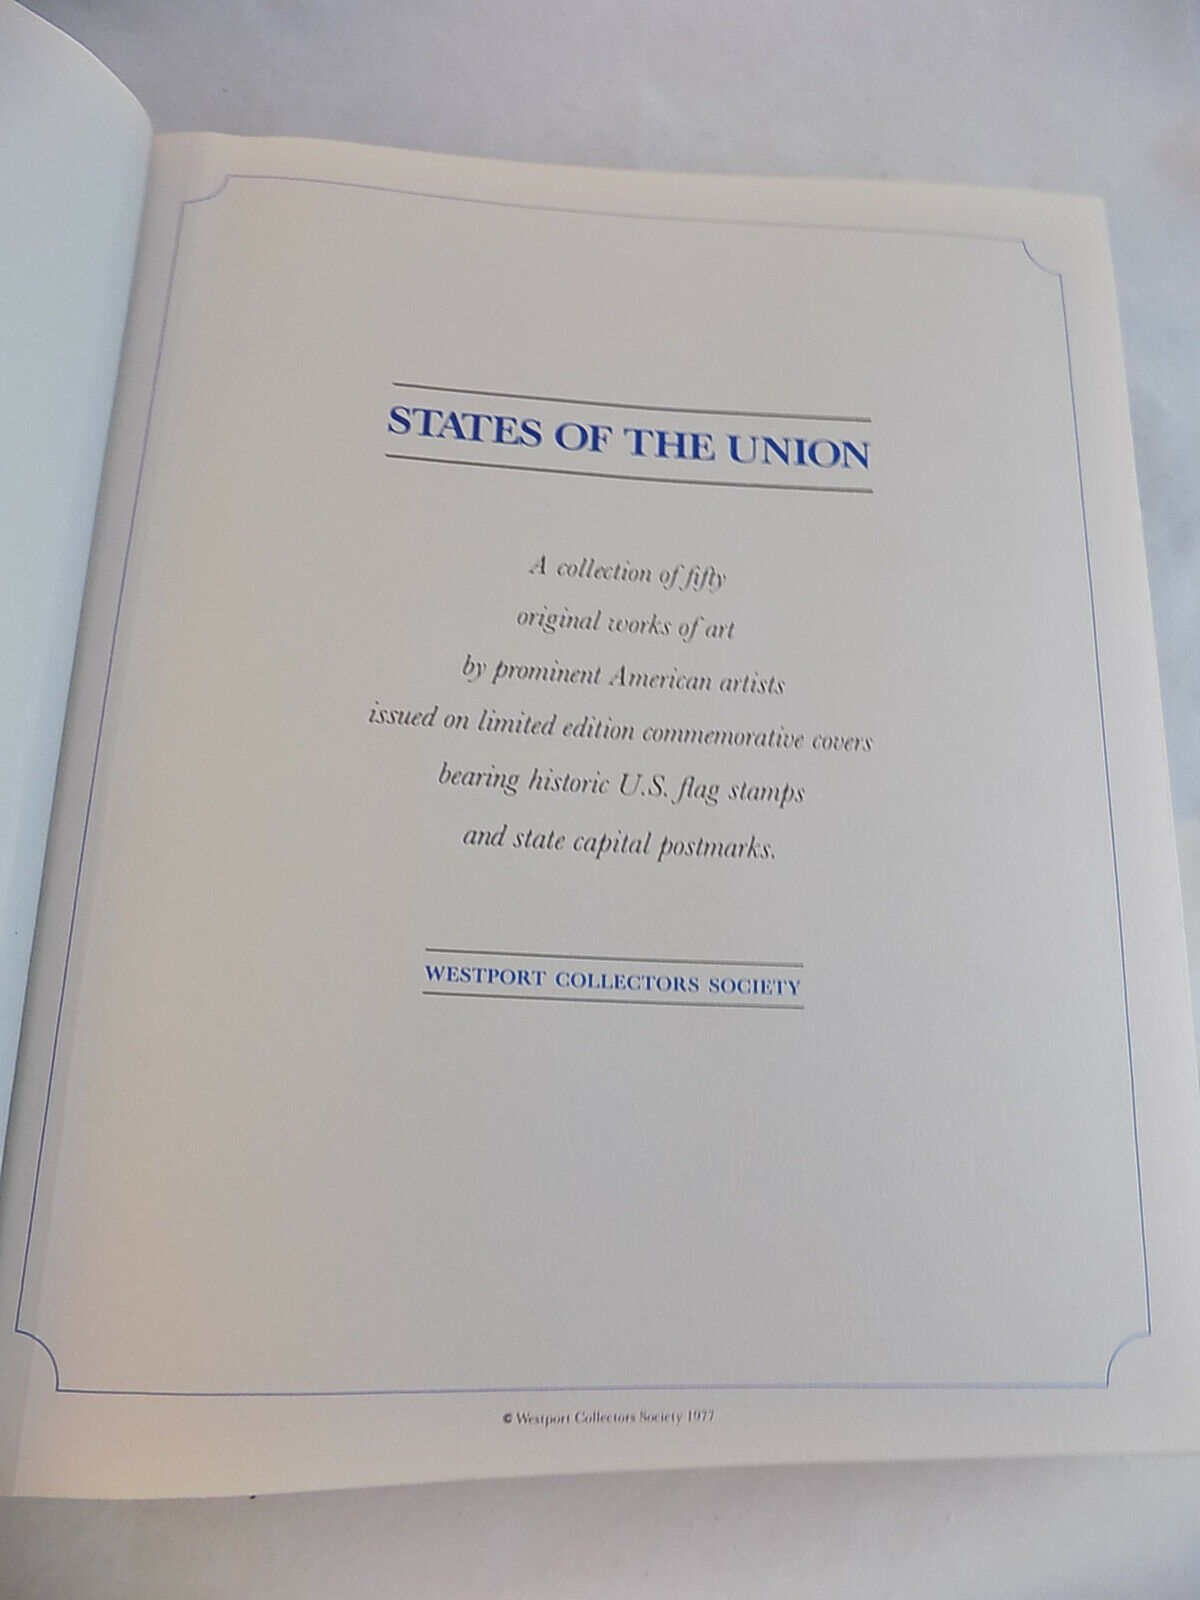 STATES OF THE UNION
A collection of fifty
original works of art
by prominent American artists
issued on limited edition commemorative covers
bearing historic U.S. flag stamps
and state capital postmarks.
WESTPORT COLLECTORS SOCIETY
© Westport Collectors Society 1977